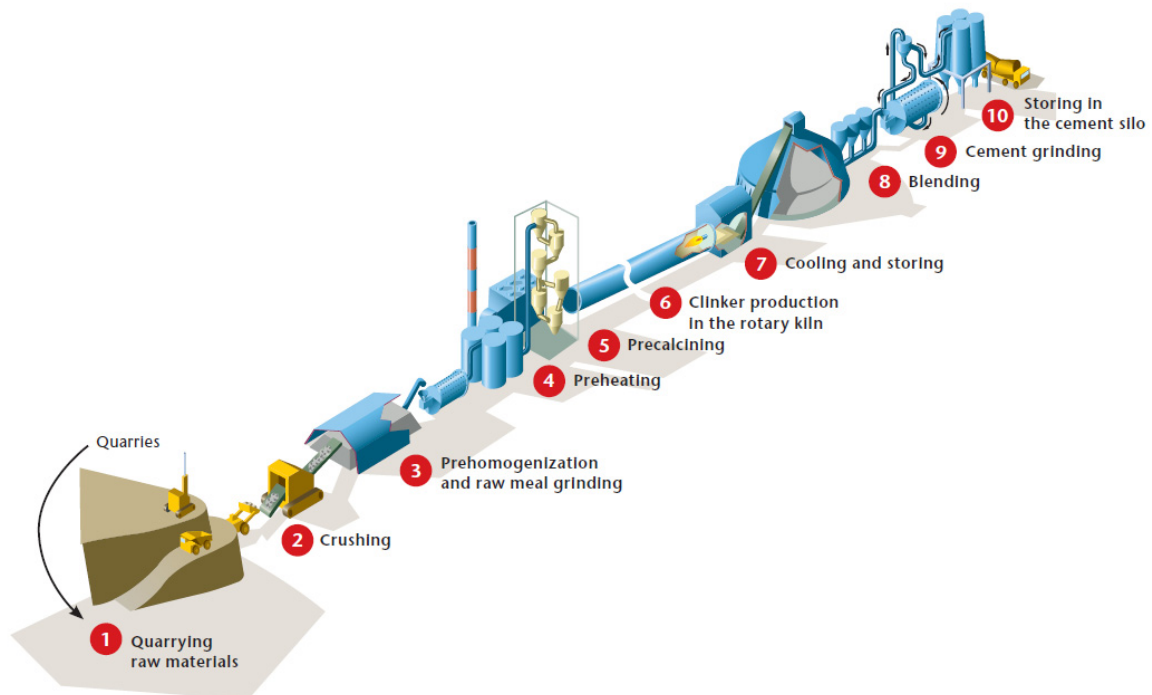 Quarries
1 Quarrying
raw materials
2 Crushing
3 Prehomogenization
and raw meal grinding
4 Preheating
5 Precalcining
6 Clinker production
in the rotary kiln
7 Cooling and storing
8 Blending
9 Cement grinding
10 Storing in
the cement silo